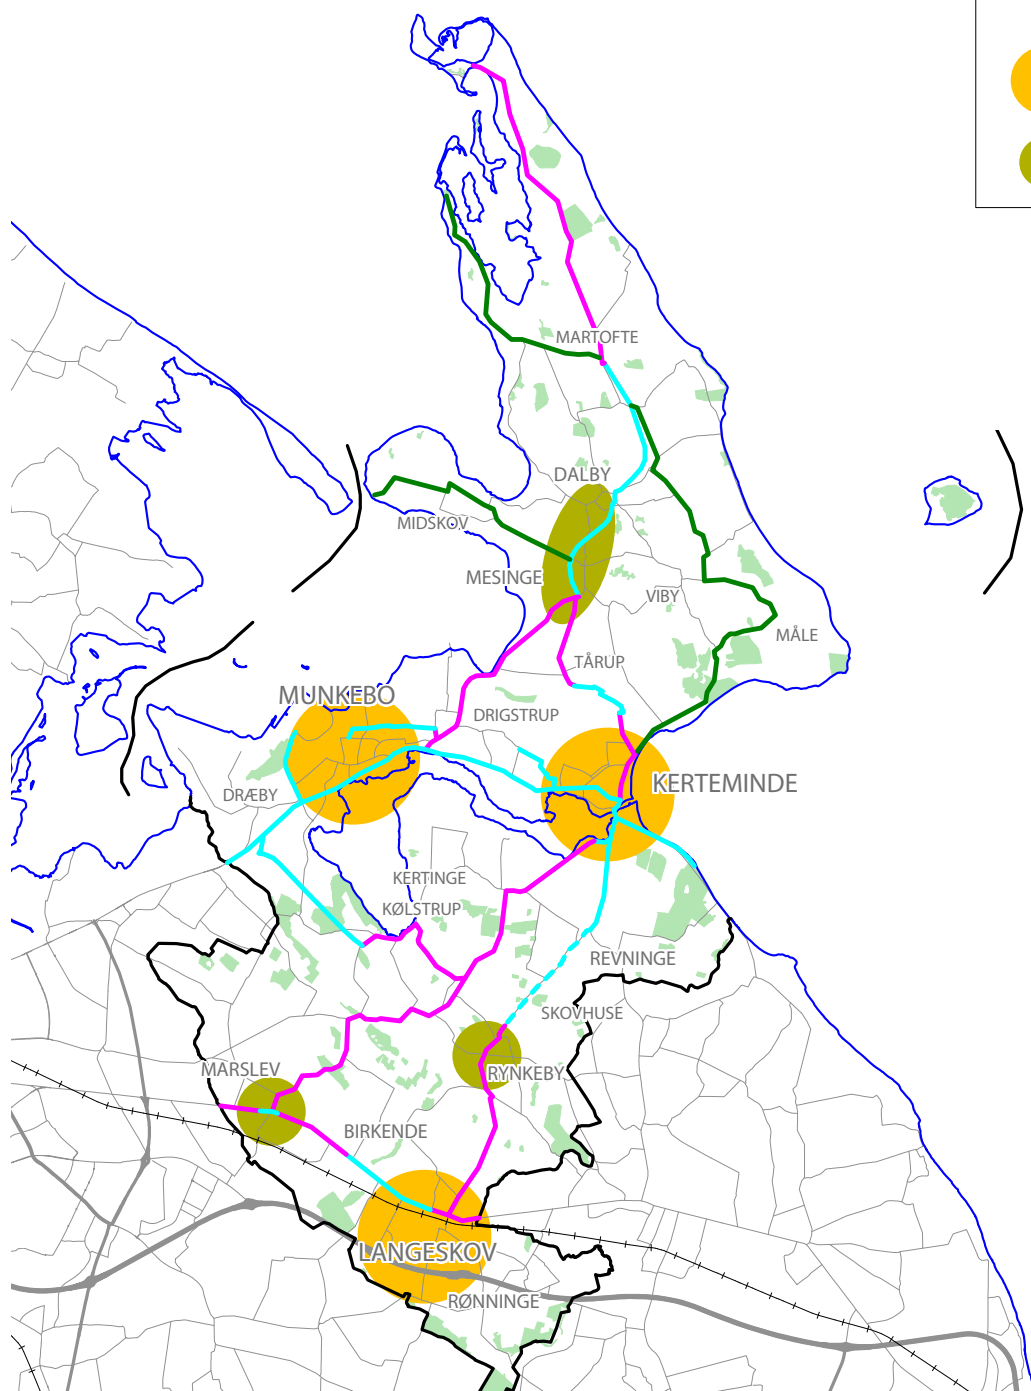 MARTOFTE
DALBY
MIDSKOV
MESINGE
VIBY
MÅLE
TÅRUP
MUNKEBO
DRIGSTRUP
KERTEMINDE
DRÆBY
KERTINGE
KØLSTRUP
REVNINGE
SKOVHUSE
MARSLEV
RYNKEBY
BIRKENDE
LANGESKOV
RØNNINGE